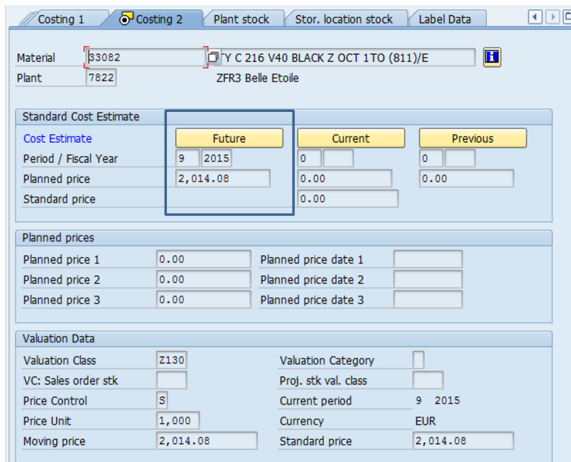 Costing 1 Costing 2 Plant stock Stor. location stock Label Data
Material 33082 TY C 216 V40 BLACK Z OCT 1TO (811)/E
Plant 7822 ZFR3 Belle Etoile
Standard Cost Estimate
Cost Estimate Future Current Previous
Period / Fiscal Year 9 2015 0 0
Planned price 2,014.08 0.00 0.00
Standard price 0.00
Planned prices
Planned price 1 0.00 Planned price date 1
Planned price 2 0.00 Planned price date 2
Planned price 3 0.00 Planned price date 3
Valuation Data
Valuation Class Z130 Valuation Category
VC: Sales order stk Proj. stk val. class
Price Control S Current period 9 2015
Price Unit 1,000 Currency EUR
Moving price 2,014.08 Standard price 2,014.08